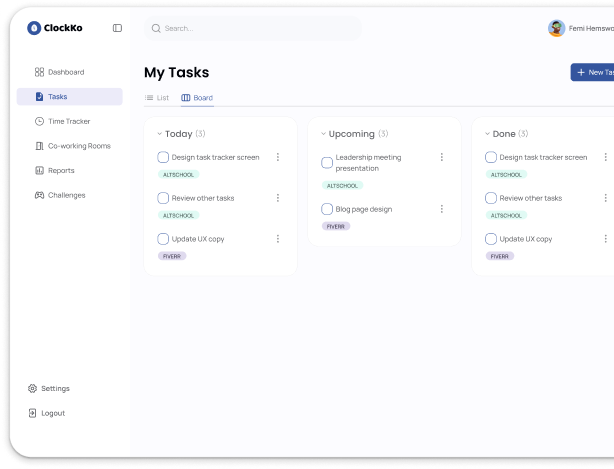 ClockKo
Search...
Femi Hemswo
Dashboard
Tasks
Time Tracker
Co-working Rooms
Reports
Challenges
Settings
Logout
My Tasks
+ New Tas
List
Board
Today (3)
Design task tracker screen
ALTSCHOOL
Review other tasks
ALTSCHOOL
Update UX copy
FIVERR
Upcoming (3)
Leadership meeting
presentation
ALTSCHOOL
Blog page design
FIVERR
Done (3)
Design task tracker screen
ALTSCHOOL
Review other tasks
ALTSCHOOL
Update UX copy
FIVERR